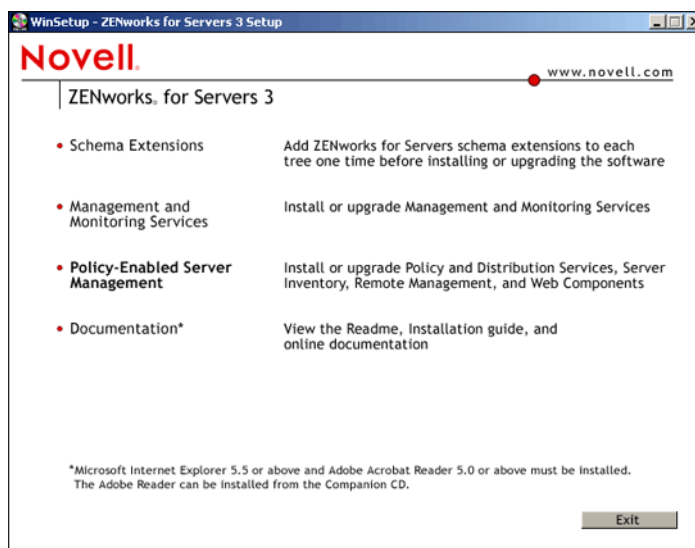 WinSetup - ZENworks for Servers 3 Setup
Novell.
www.novell.com
ZENworks. for Servers 3
Schema Extensions
Add ZENworks for Servers schema extensions to each
tree one time before installing or upgrading the software
Management and
Monitoring Services
Install or upgrade Management and Monitoring Services
Policy-Enabled Server
Management
Install or upgrade Policy and Distribution Services, Server
Inventory, Remote Management, and Web Components
Documentation*
View the Readme, Installation guide, and
online documentation
*Microsoft Internet Explorer 5.5 or above and Adobe Acrobat Reader 5.0 or above must be installed.
The Adobe Reader can be installed from the Companion CD.
Exit